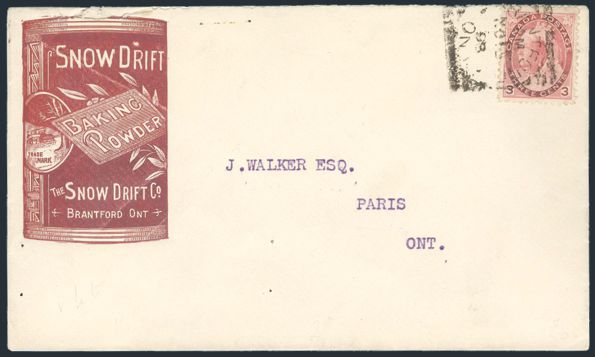 SNOW DRIFT
BAKING
POWDER
TRADE
MARK
THE SNOW DRIFT CO
BRANTFORD ONT
CANADA POSTAGE
3 THREE CENTS 3
J. WALKER ESQ.
PARIS
ONT.